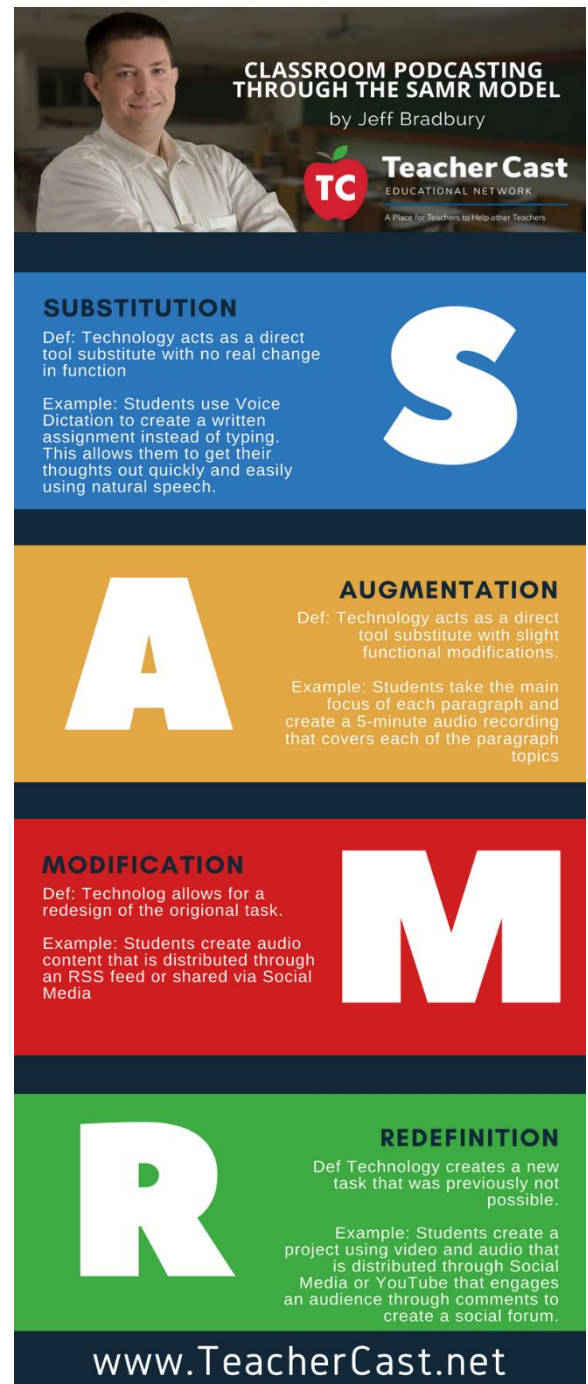 CLASSROOM PODCASTING
THROUGH THE SAMR MODEL
by Jeff Bradbury
TC
TeacherCast
EDUCATIONAL NETWORK
A Place for Teachers to Help other Teachers
SUBSTITUTION
Def: Technology acts as a direct
tool substitute with no real change
in function
Example: Students use Voice
Dictation to create a written
assignment instead of typing.
This allows them to get their
thoughts out quickly and easily
using natural speech.
S
A
AUGMENTATION
Def: Technology acts as a direct
tool substitute with slight
functional modifications.
Example: Students take the main
focus of each paragraph and
create a 5-minute audio recording
that covers each of the paragraph
topics
MODIFICATION
Def: Technolog allows for a
redesign of the origional task.
Example: Students create audio
content that is distributed through
an RSS feed or shared via Social
Media
M
R
REDEFINITION
Def Technology creates a new
task that was previously not
possible.
Example: Students create a
project using video and audio that
is distributed through Social
Media or YouTube that engages
an audience through comments to
create a social forum.
www.TeacherCast.net